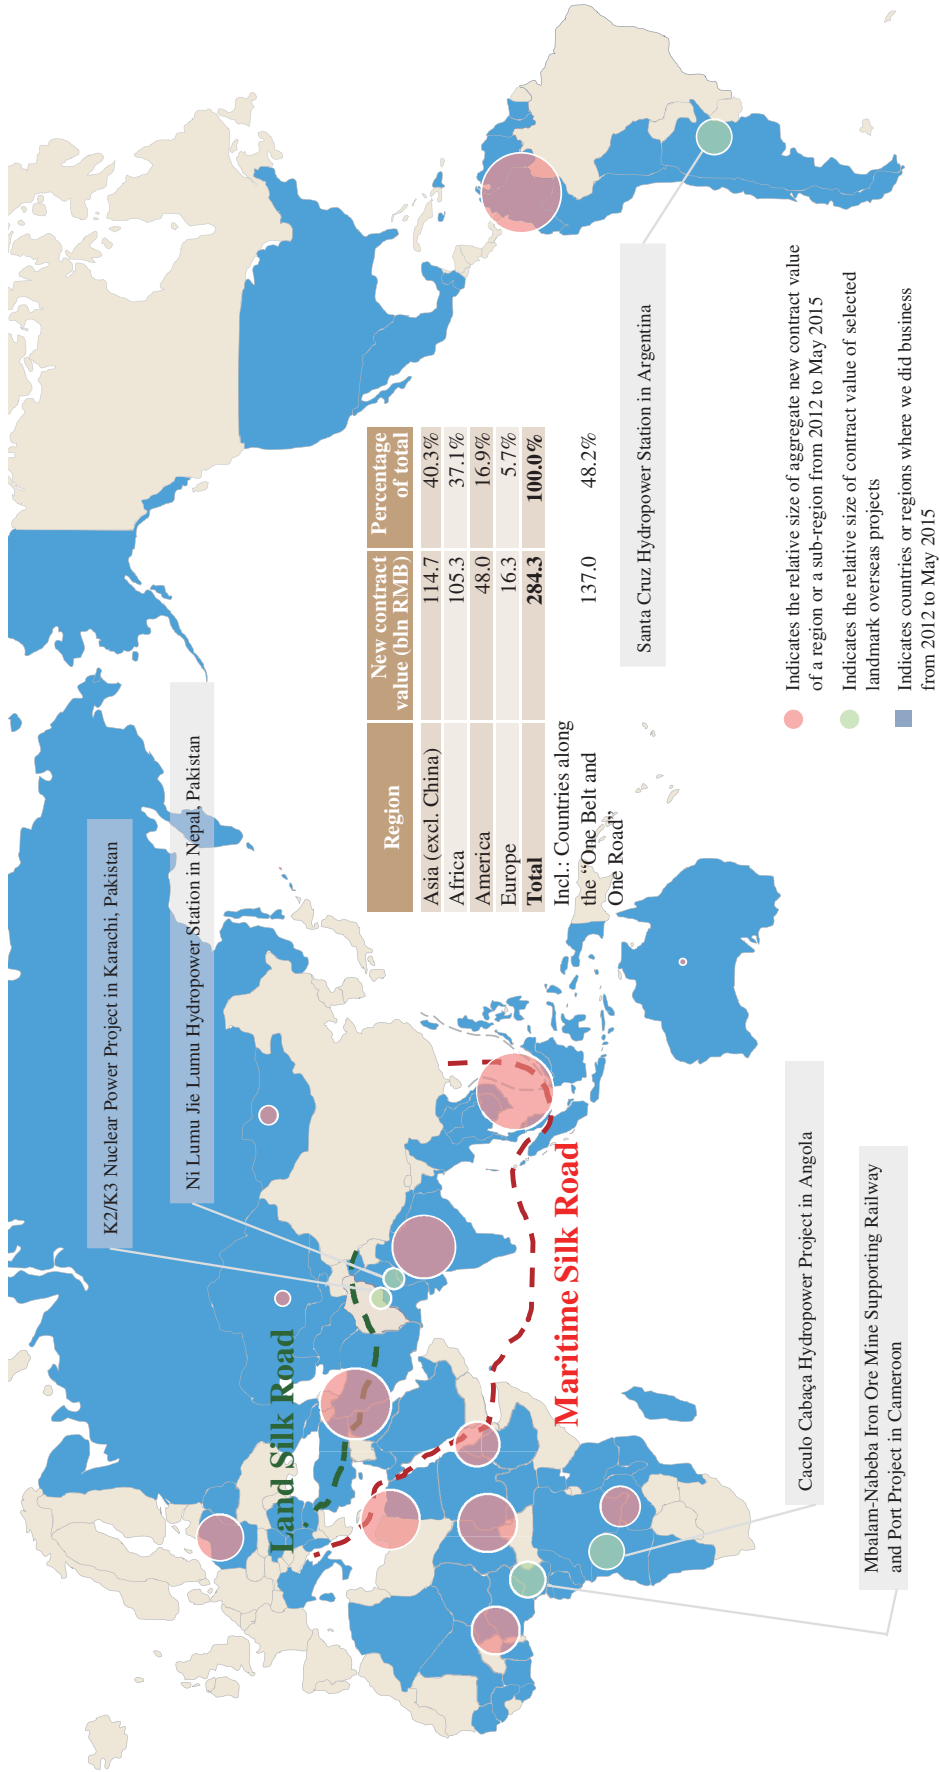 K2/K3 Nuclear Power Project in Karachi, Pakistan
Ni Lumu Jie Lumu Hydropower Station in Nepal, Pakistan
Land Silk Road
Maritime Silk Road
Region New contract value (bln RMB) Percentage of total
Asia (excl. China) 114.7 40.3%
Africa 105.3 37.1%
America 48.0 16.9%
Europe 16.3 5.7%
Total 284.3 100.0%
Incl.: Countries along
the “One Belt and 137.0 48.2%
One Road”
Santa Cruz Hydropower Station in Argentina
Caculo Cabaça Hydropower Project in Angola
Mbalam-Nabeba Iron Ore Mine Supporting Railway
and Port Project in Cameroon
Indicates the relative size of aggregate new contract value
of a region or a sub-region from 2012 to May 2015
Indicates the relative size of contract value of selected
landmark overseas projects
Indicates countries or regions where we did business
from 2012 to May 2015